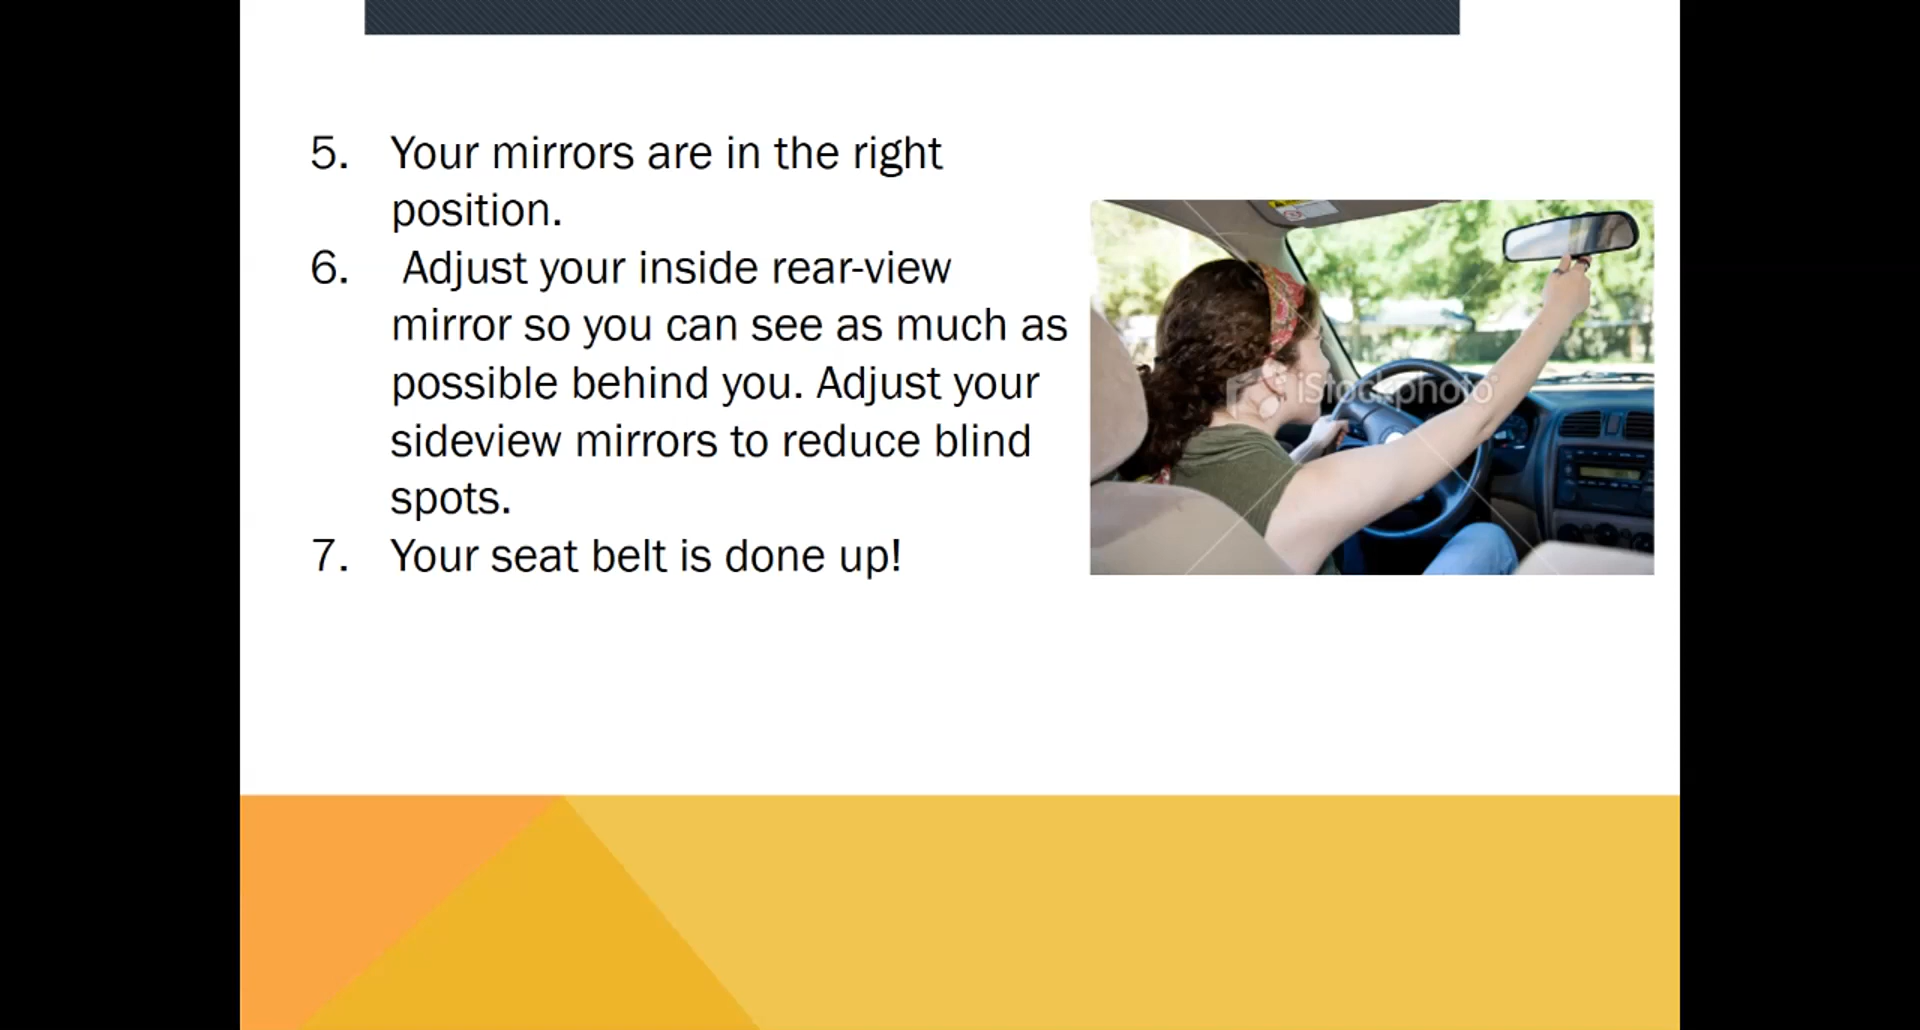 5. Your mirrors are in the right
position.
6. Adjust your inside rear-view
mirror so you can see as much as
possible behind you. Adjust your
sideview mirrors to reduce blind
spots.
7. Your seat belt is done up!
iStockphoto